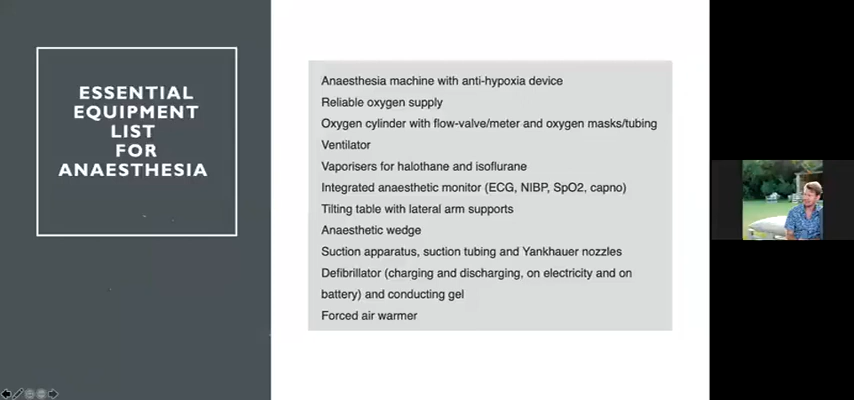 ESSENTIAL
EQUIPMENT
LIST
FOR
ANAESTHESIA
Anaesthesia machine with anti-hypoxia device
Reliable oxygen supply
Oxygen cylinder with flow-valve/meter and oxygen masks/tubing
Ventilator
Vaporisers for halothane and isoflurane
Integrated anaesthetic monitor (ECG, NIBP, SpO2, capno)
Tilting table with lateral arm supports
Anaesthetic wedge
Suction apparatus, suction tubing and Yankhauer nozzles
Defibrillator (charging and discharging, on electricity and on
battery) and conducting gel
Forced air warmer